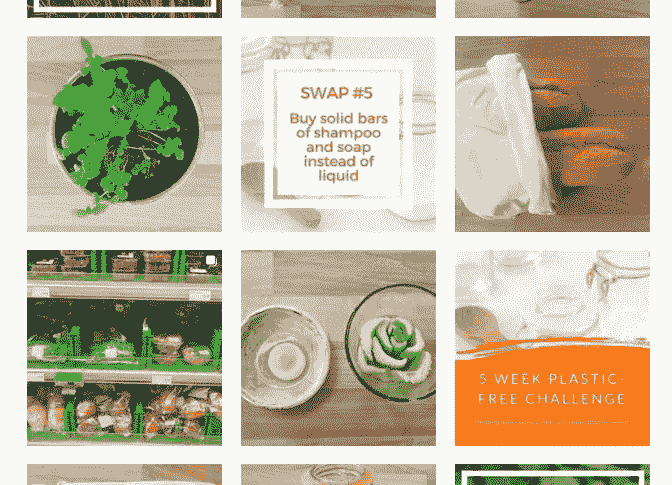 SWAP #5
Buy solid bars
of shampoo
and soap
instead of
liquid
5 WEEK PLASTIC-
FREE CHALLENGE